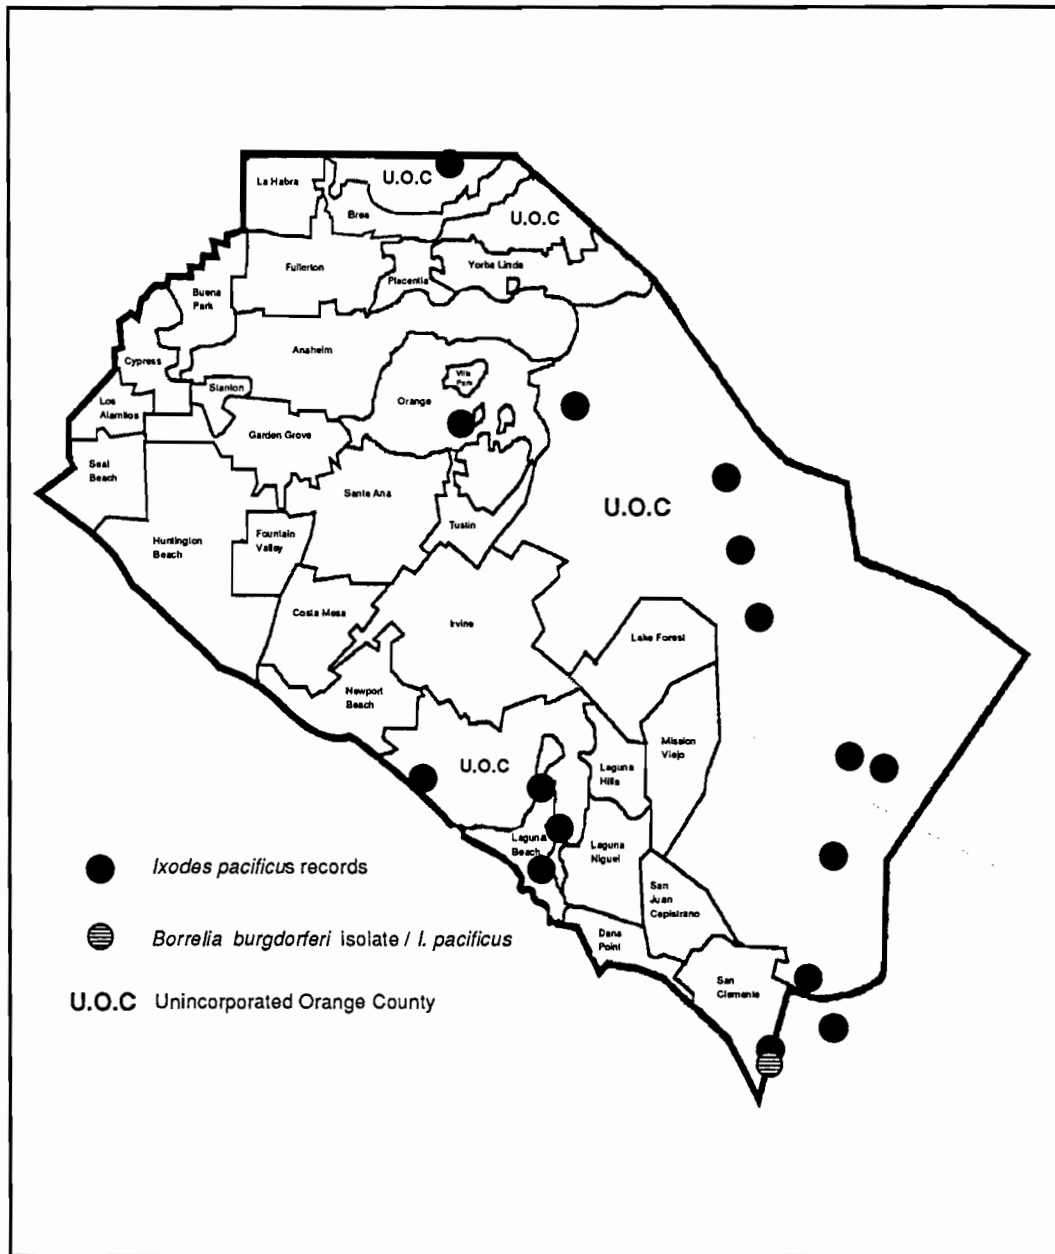 La Habra
U.O.C
Brea
U.O.C
Fullerton
Placentia
Yorba Linda
Buena
Park
Anaheim
Cypress
Villa
Park
Stanton
Orange
Los
Alamitos
Garden Grove
Seal
Beach
Santa Ana
U.O.C
Tustin
Huntington
Beach
Fountain
Valley
Costa Mesa
Irvine
Lake Forest
Newport
Beach
Mission
Viejo
U.O.C
Laguna
Hills
Laguna
Beach
Laguna
Niguel
Ixodes pacificus records
San
Juan
Capistrano
Borrelia burgdorferi isolate / I. pacificus
Dana
Point
San
Clemente
U.O.C Unincorporated Orange County